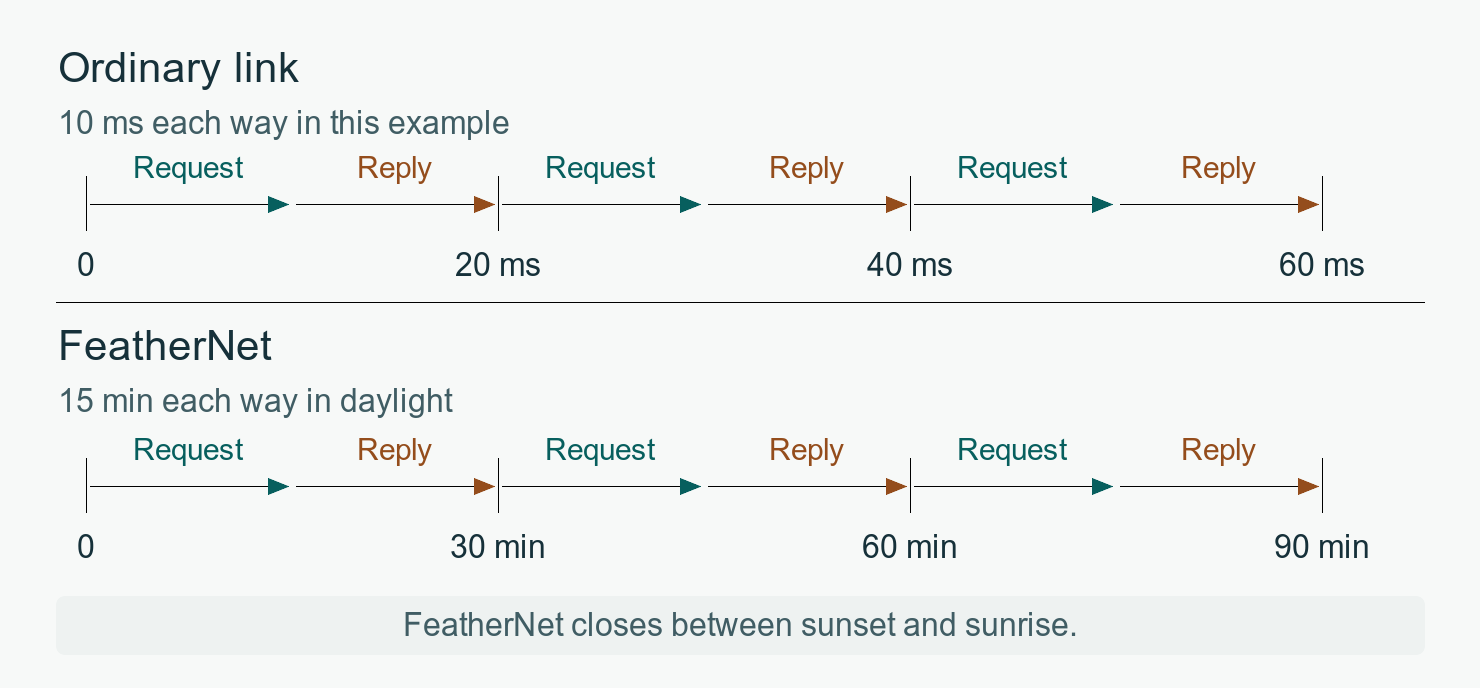 Ordinary link
10 ms each way in this example
Request Reply Request Reply Request Reply
0 20 ms 40 ms 60 ms
FeatherNet
15 min each way in daylight
Request Reply Request Reply Request Reply
0 30 min 60 min 90 min
FeatherNet closes between sunset and sunrise.